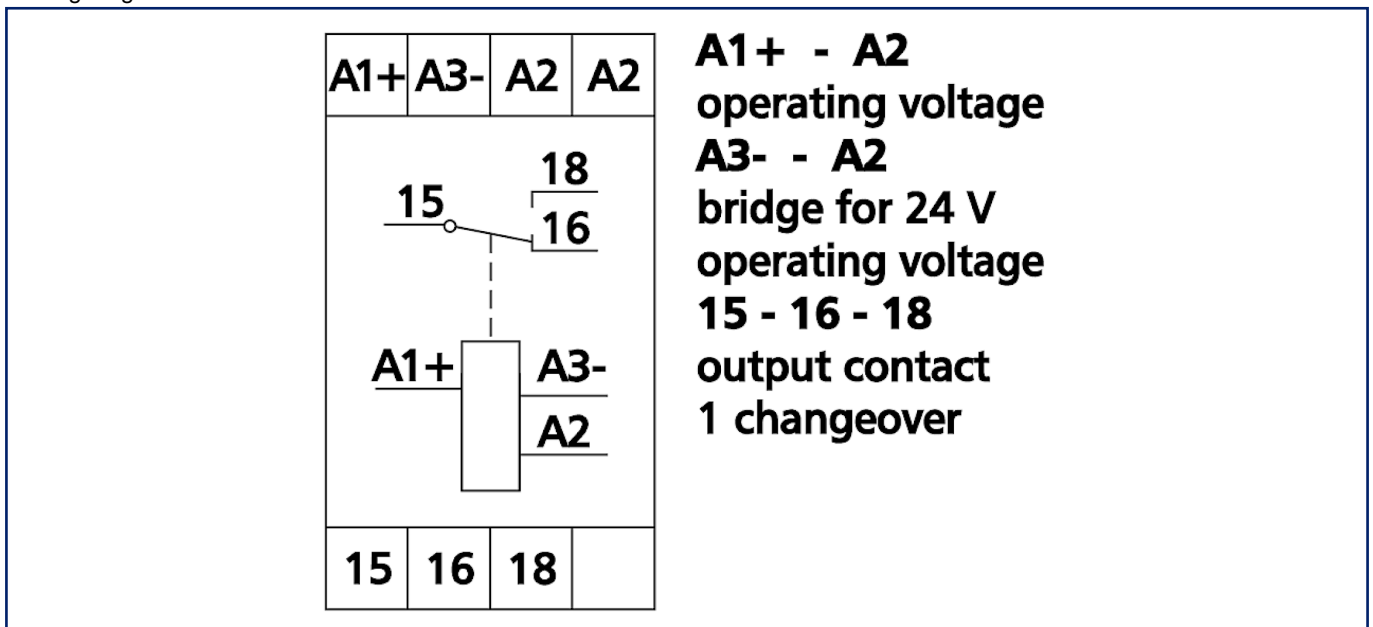 A1+ A3- A2 A2
18
15
16
A1+ A3-
A2
15 16 18
A1+ - A2
operating voltage
A3- - A2
bridge for 24 V
operating voltage
15 - 16 - 18
output contact
1 changeover